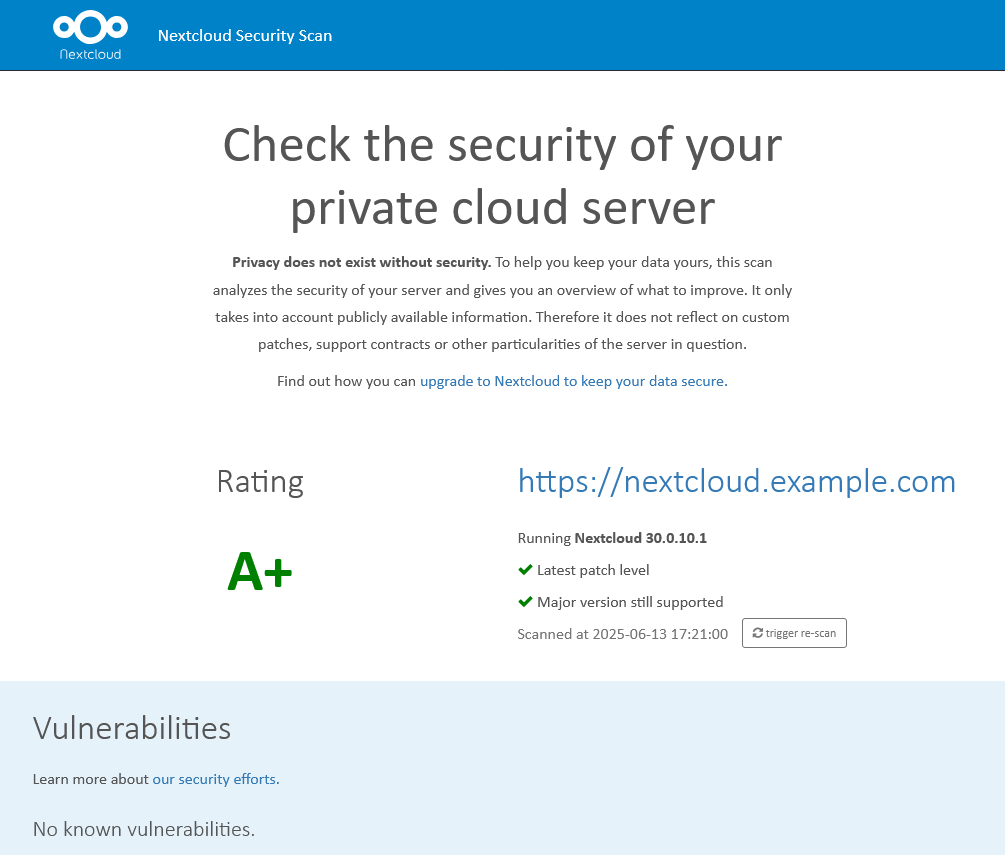 Nextcloud
Nextcloud Security Scan
Check the security of your
private cloud server
Privacy does not exist without security. To help you keep your data yours, this scan
analyzes the security of your server and gives you an overview of what to improve. It only
takes into account publicly available information. Therefore it does not reflect on custom
patches, support contracts or other particularities of the server in question.
Find out how you can upgrade to Nextcloud to keep your data secure.
Rating
A+
https://nextcloud.example.com
Running Nextcloud 30.0.10.1
Latest patch level
Major version still supported
Scanned at 2025-06-13 17:21:00 trigger re-scan
Vulnerabilities
Learn more about our security efforts.
No known vulnerabilities.